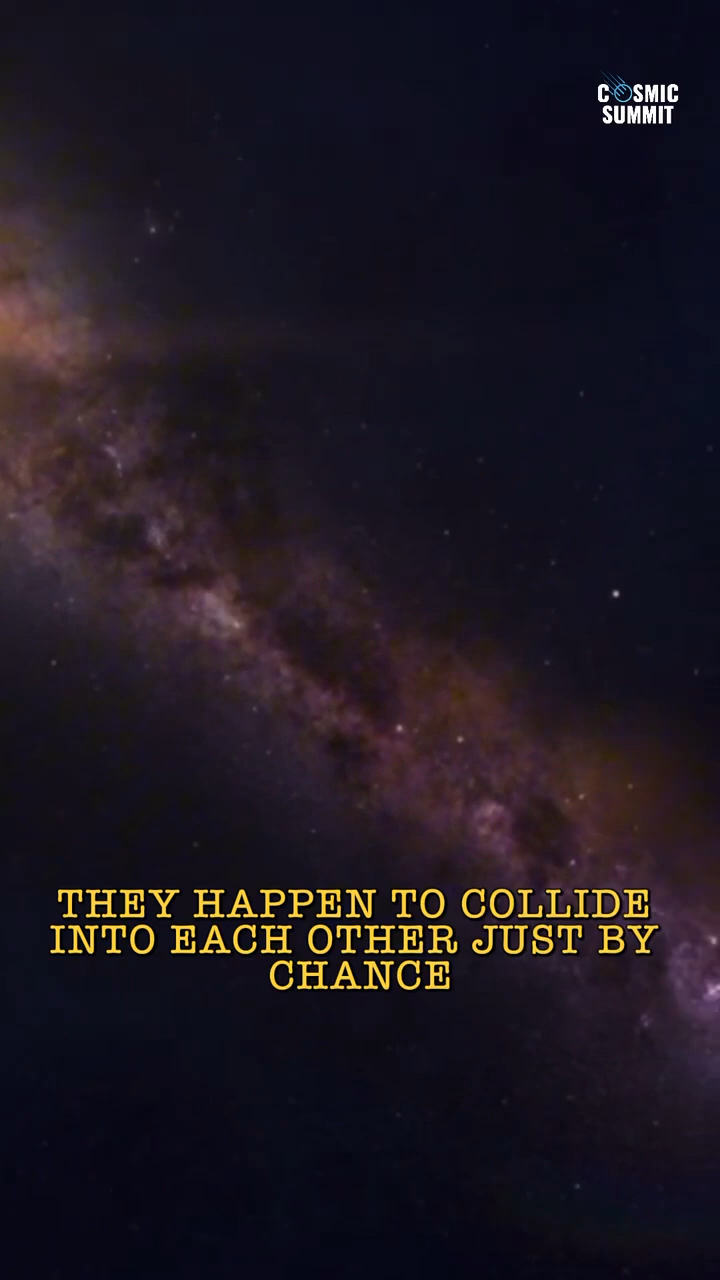 COSMIC
SUMMIT
THEY HAPPEN TO COLLIDE
INTO EACH OTHER JUST BY
CHANCE